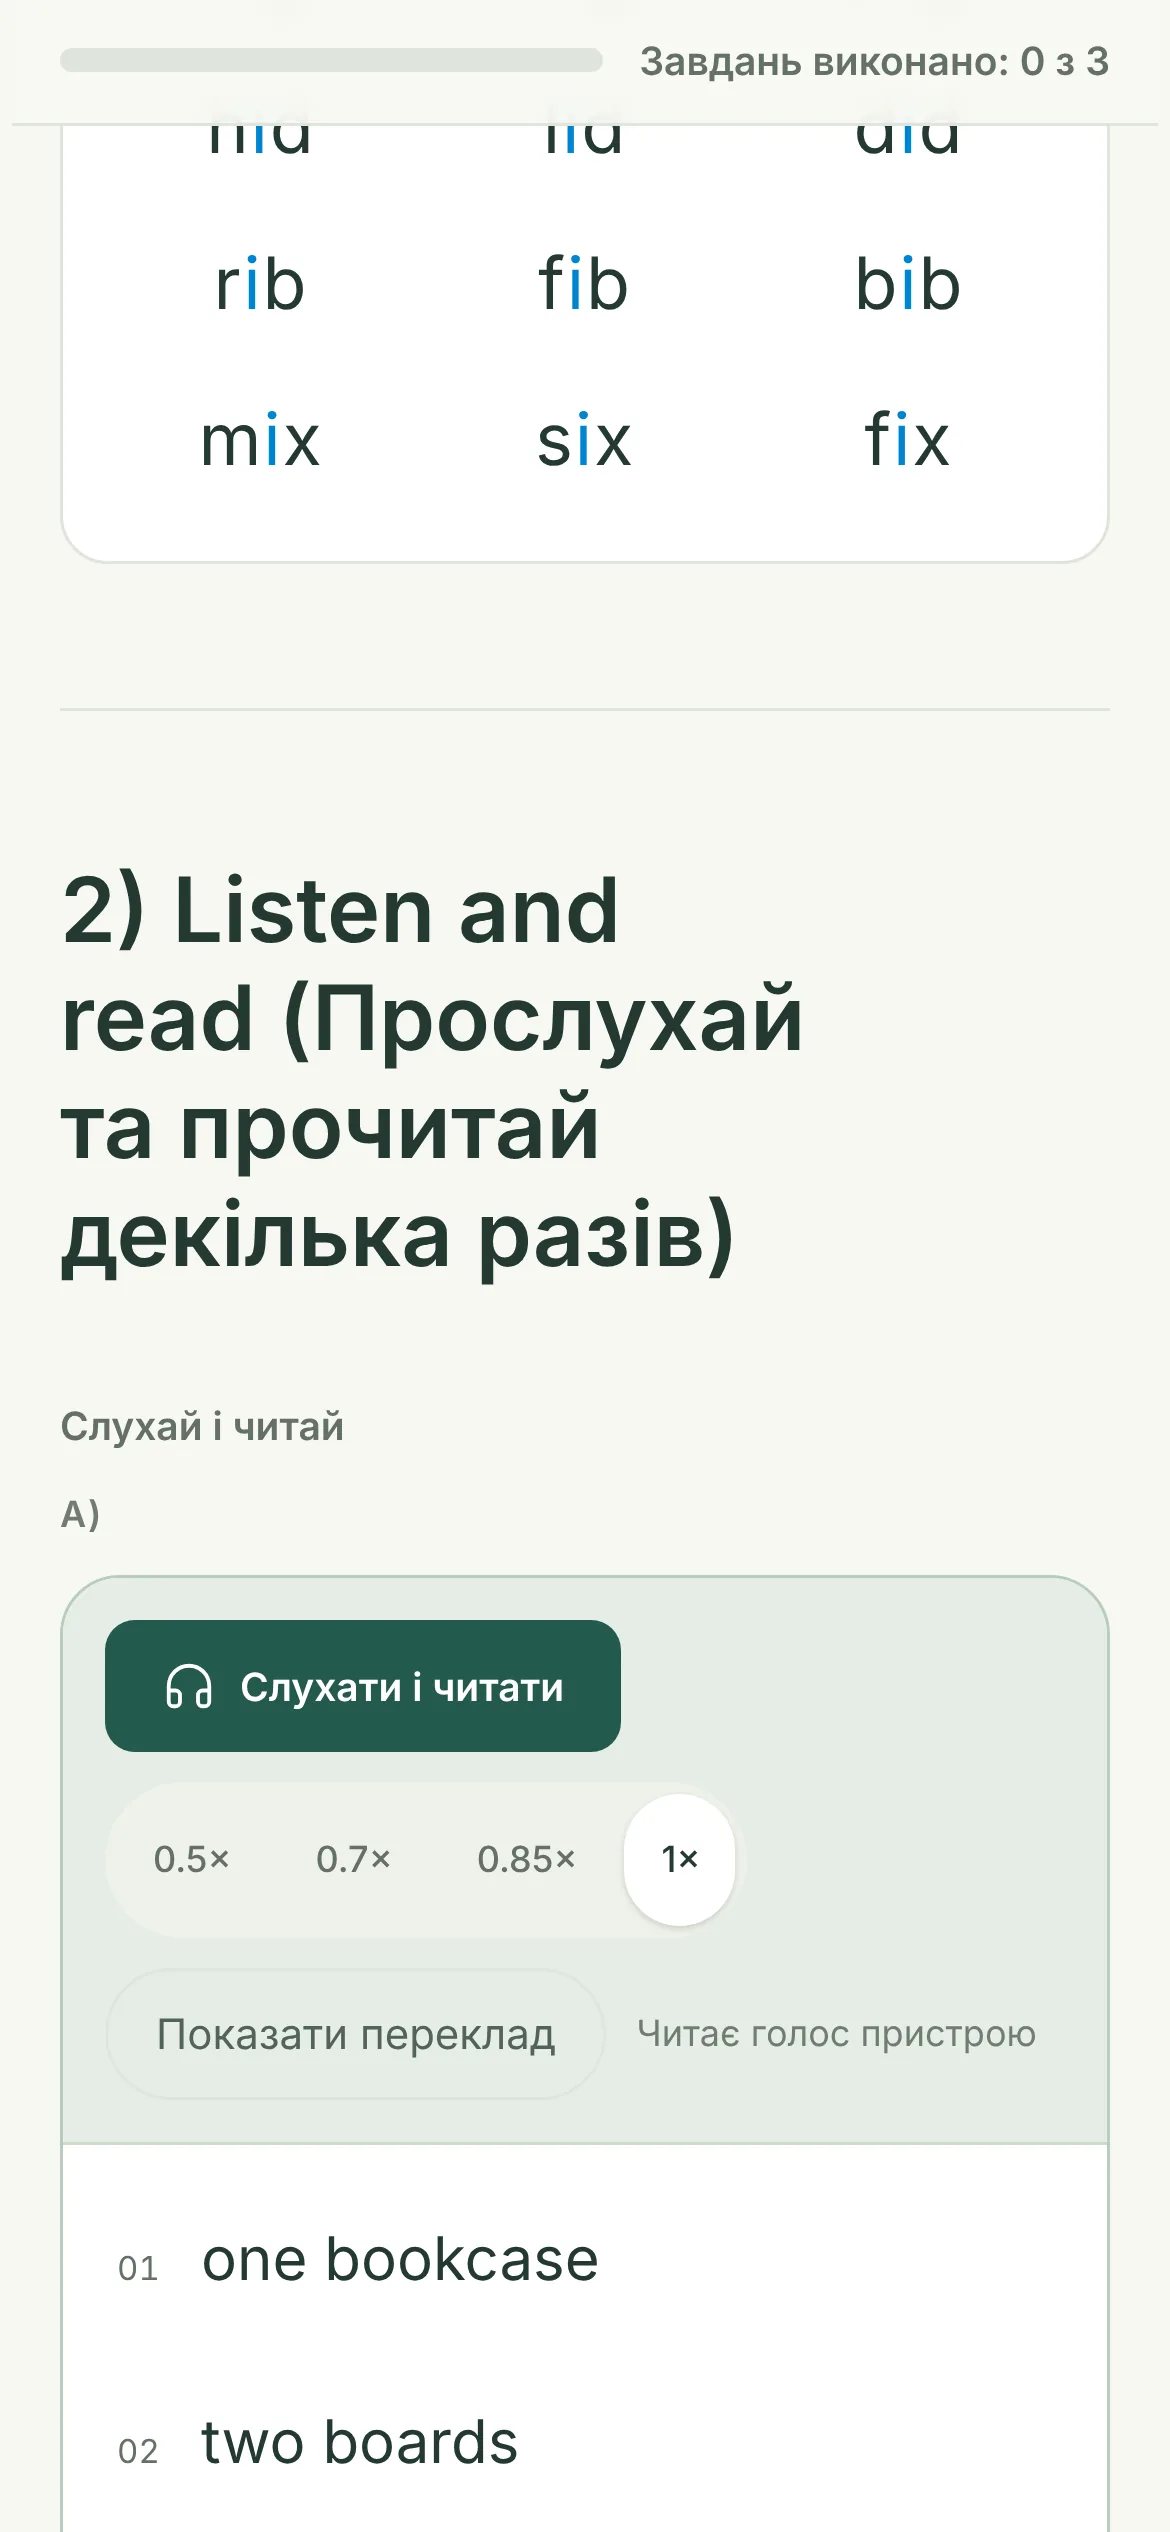 Завдань виконано: 0 з 3
rib fib bib
mix six fix
2) Listen and
read (Прослухай
та прочитай
декілька разів)
Слухай і читай
A)
Слухати і читати
0.5× 0.7× 0.85× 1×
Показати переклад Читає голос пристрою
01 one bookcase
02 two boards